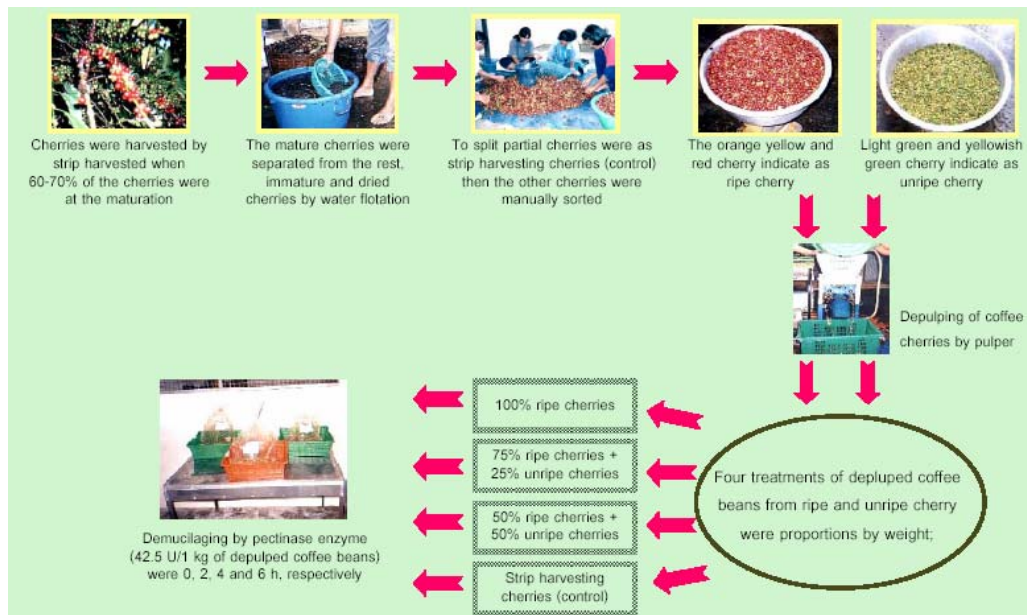 Cherries were harvested by
strip harvested when
60-70% of the cherries were
at the maturation
The mature cherries were
separated from the rest,
immature and dried
cherries by water flotation
To split partial cherries were as
strip harvesting cherries (control)
then the other cherries were
manually sorted
The orange yellow and
red cherry indicate as
ripe cherry
Light green and yellowish
green cherry indicate as
unripe cherry
Depulping of coffee
cherries by pulper
Four treatments of depluped coffee
beans from ripe and unripe cherry
were proportions by weight;
100% ripe cherries
75% ripe cherries +
25% unripe cherries
50% ripe cherries +
50% unripe cherries
Strip harvesting
cherries (control)
Demucilaging by pectinase enzyme
(42.5 U/1 kg of depulped coffee beans)
were 0, 2, 4 and 6 h, respectively